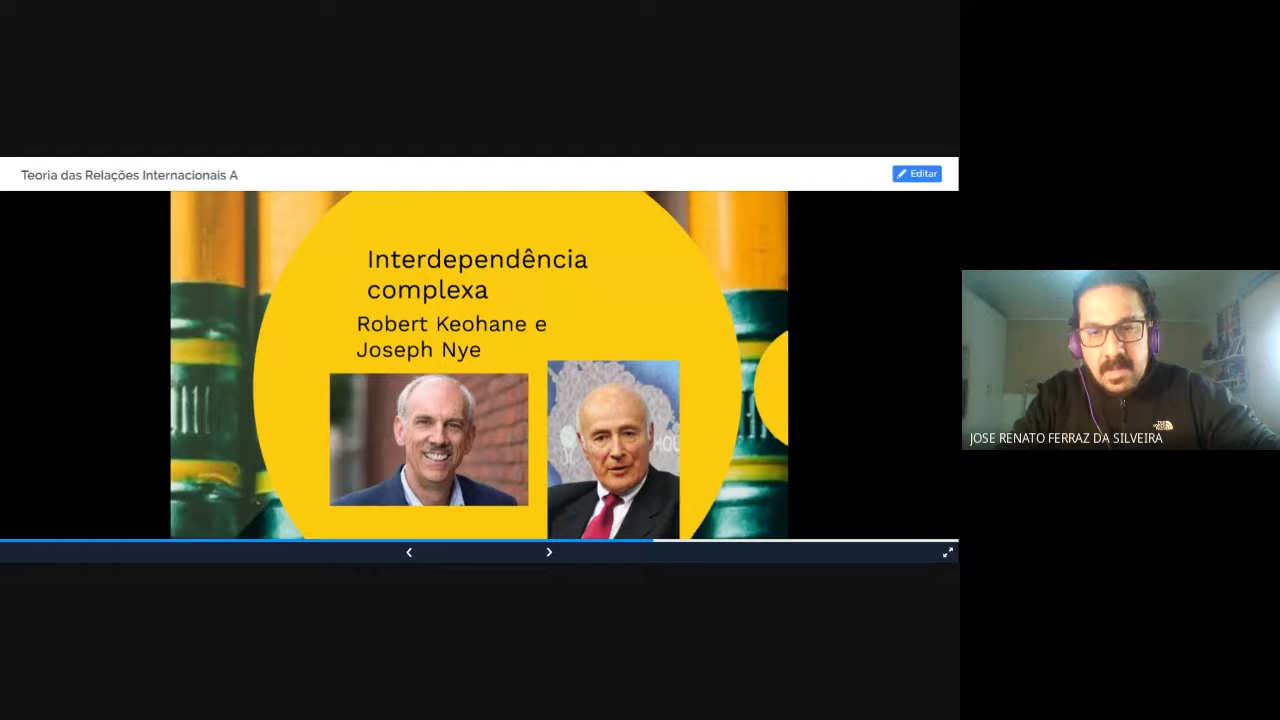 Teoria das Relações Internacionais A
Editar
Interdependência
complexa
Robert Keohane e
Joseph Nye
JOSE RENATO FERRAZ DA SILVEIRA